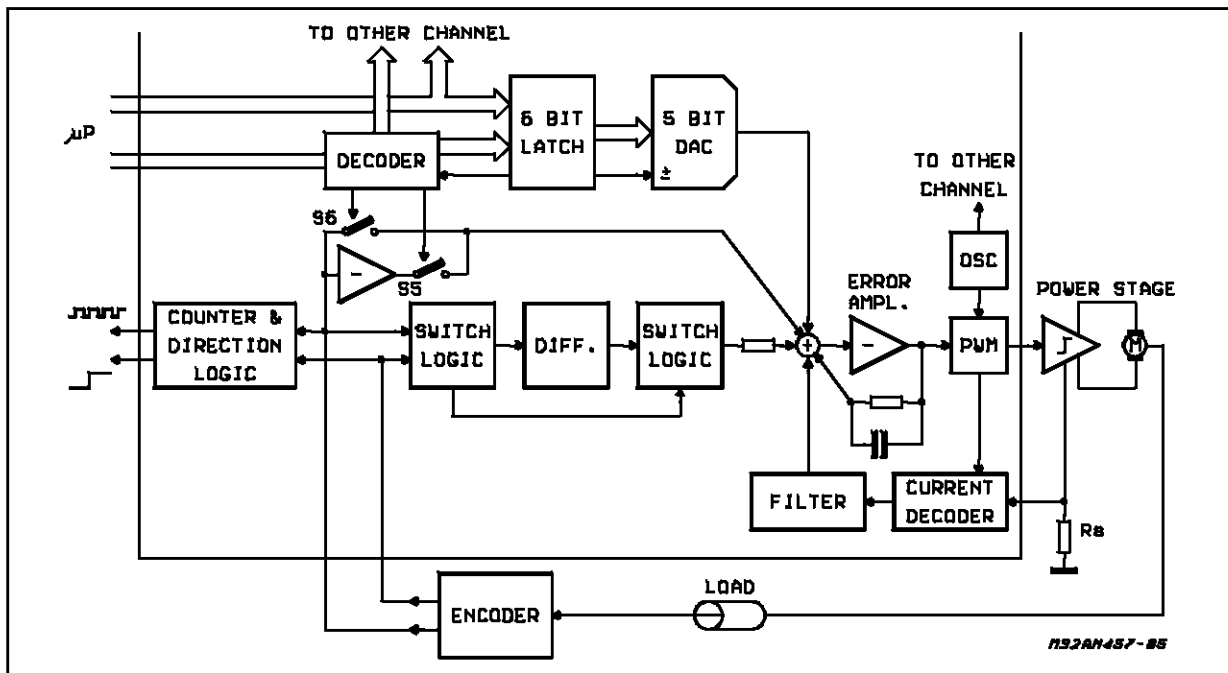 TO OTHER CHANNEL
μP
6 BIT
LATCH
5 BIT
DAC
±
DECODER
TO OTHER
CHANNEL
S6
S5
OSC
ERROR
AMPL.
POWER STAGE
COUNTER &
DIRECTION
LOGIC
SWITCH
LOGIC
DIFF.
SWITCH
LOGIC
+
-
-
PWM
M
FILTER
CURRENT
DECODER
Rs
ENCODER
LOAD
M92AM457-05